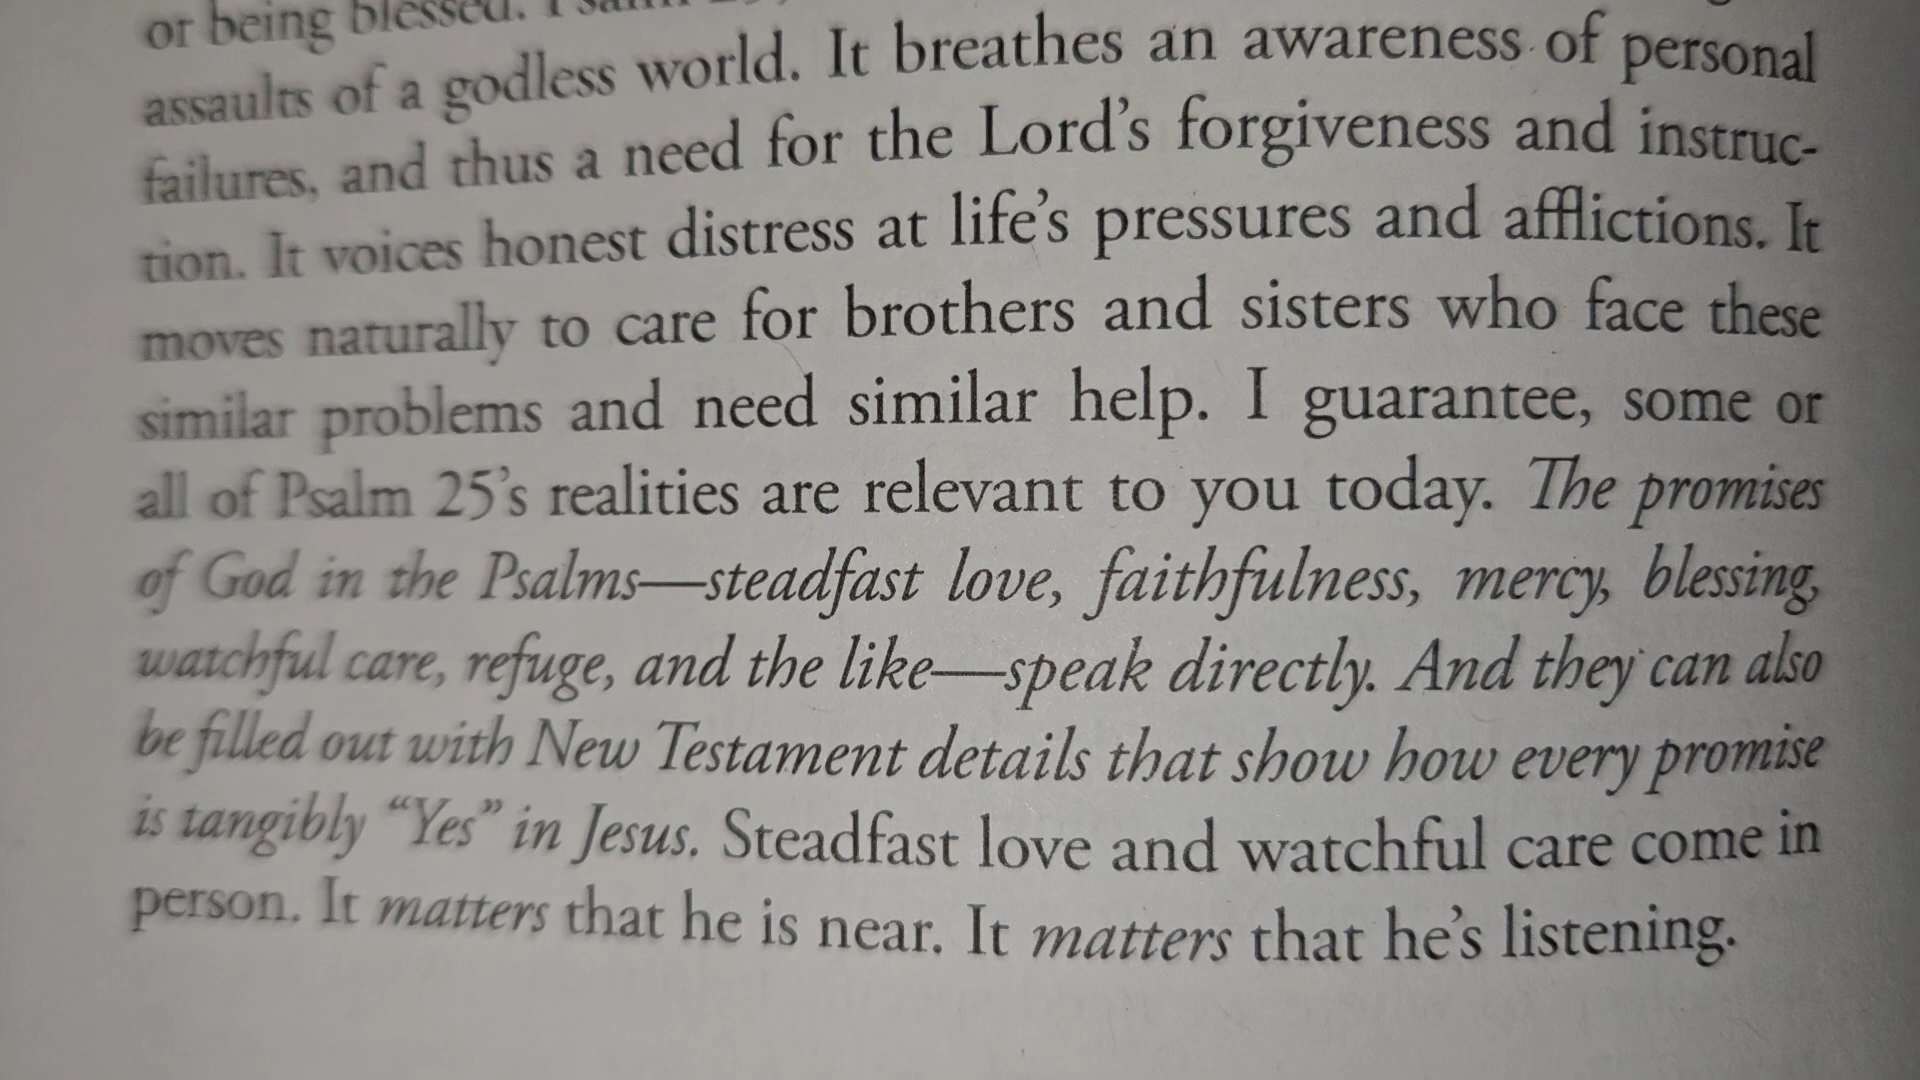 or being blessed.
assaults of a godless world. It breathes an awareness of personal
failures, and thus a need for the Lord’s forgiveness and instruc-
tion. It voices honest distress at life’s pressures and afflictions. It
moves naturally to care for brothers and sisters who face these
similar problems and need similar help. I guarantee, some or
all of Psalm 25’s realities are relevant to you today. The promises
of God in the Psalms—steadfast love, faithfulness, mercy, blessing,
watchful care, refuge, and the like—speak directly. And they can also
be filled out with New Testament details that show how every promise
is tangibly “Yes” in Jesus. Steadfast love and watchful care come in
person. It matters that he is near. It matters that he’s listening.